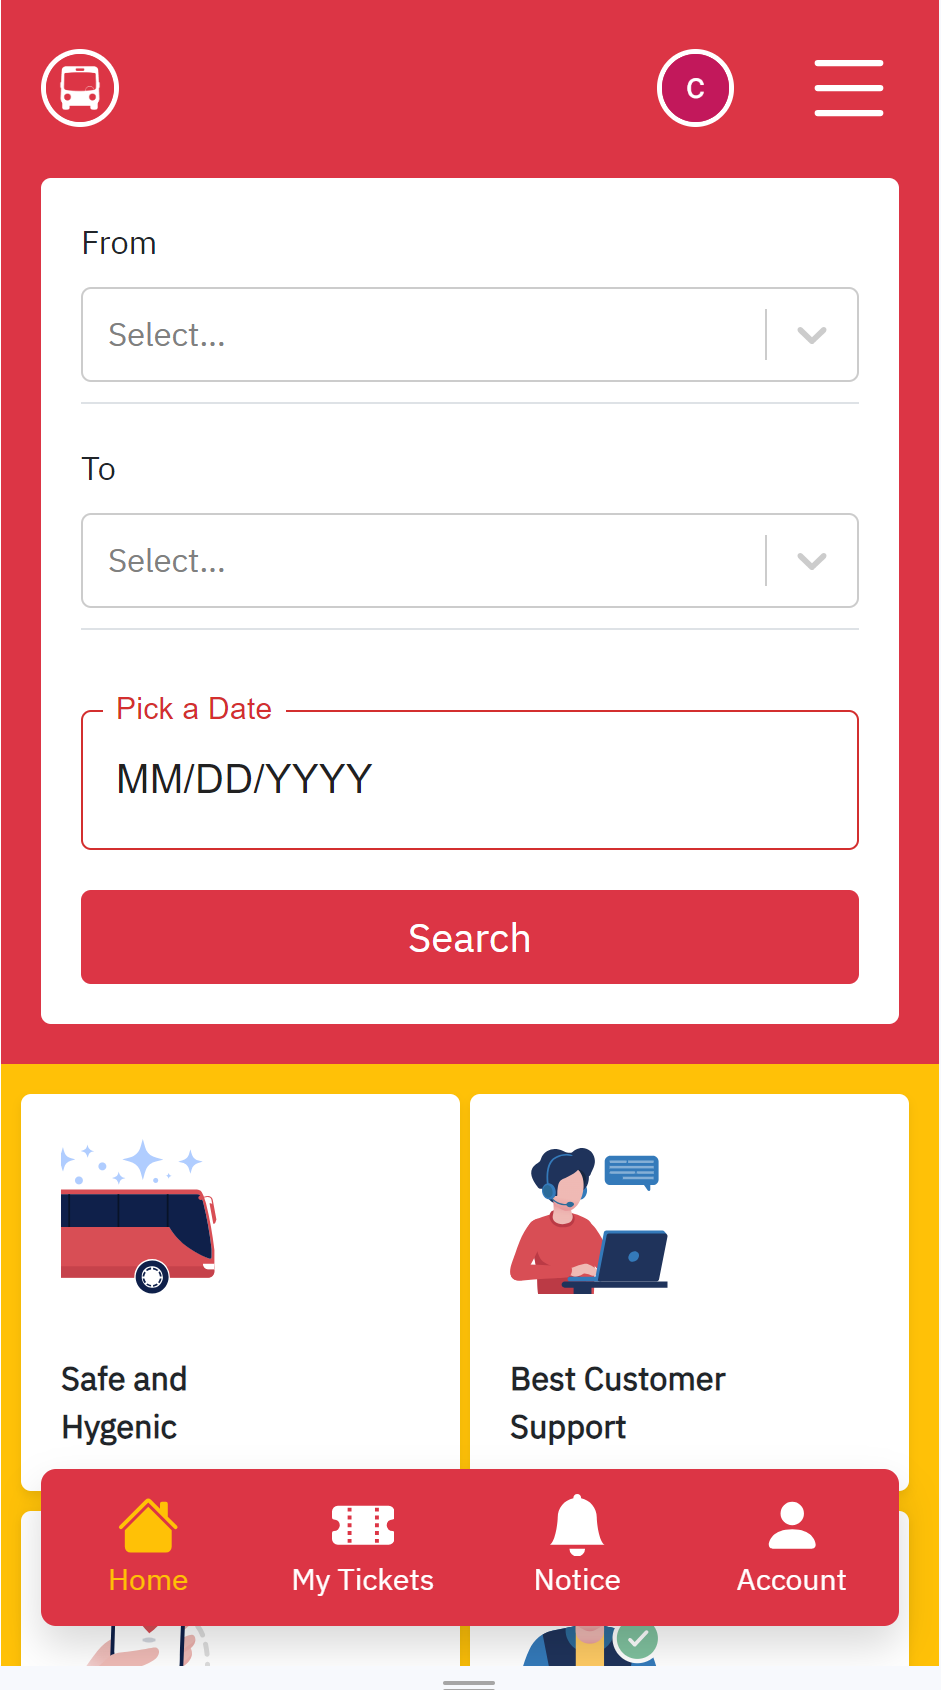 C
From
Select...
To
Select...
Pick a Date
MM/DD/YYYY
Search
Safe and
Hygenic
Best Customer
Support
Home
My Tickets
Notice
Account